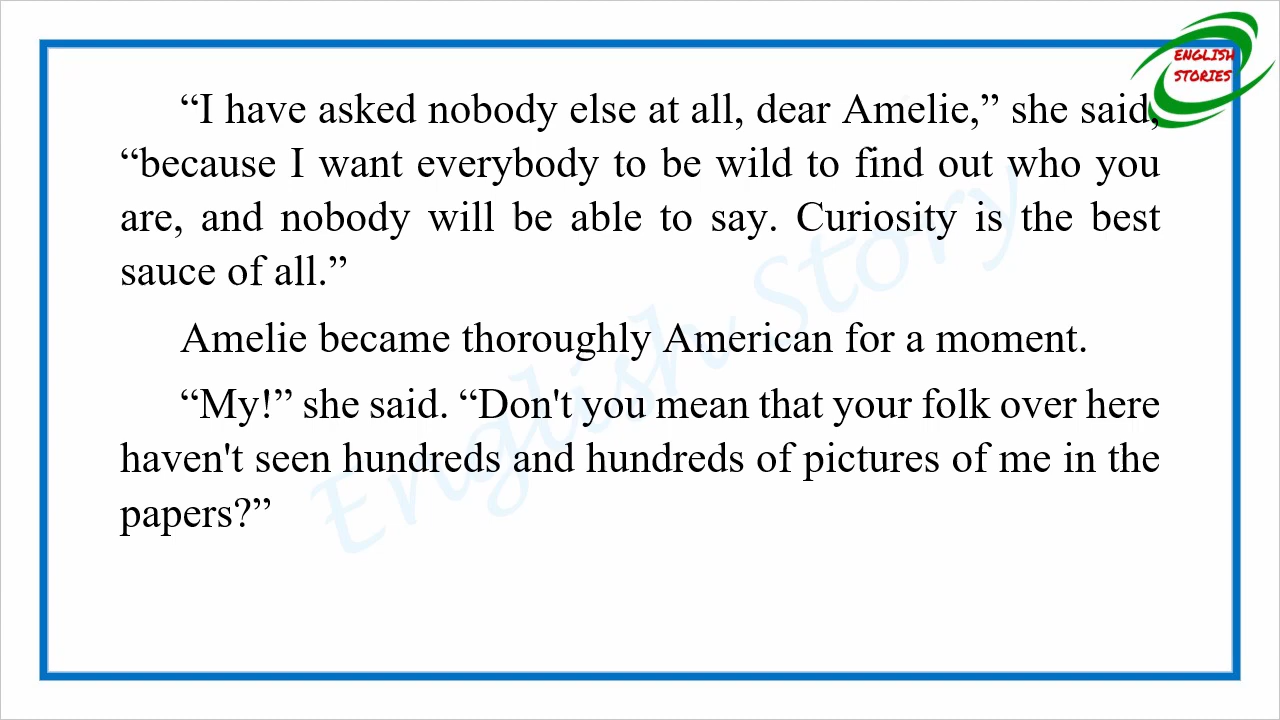 ENGLISH
STORIES
“I have asked nobody else at all, dear Amelie,” she said,
“because I want everybody to be wild to find out who you
are, and nobody will be able to say. Curiosity is the best
sauce of all.”
Amelie became thoroughly American for a moment.
“My!” she said. “Don't you mean that your folk over here
haven't seen hundreds and hundreds of pictures of me in the
papers?”
English Story